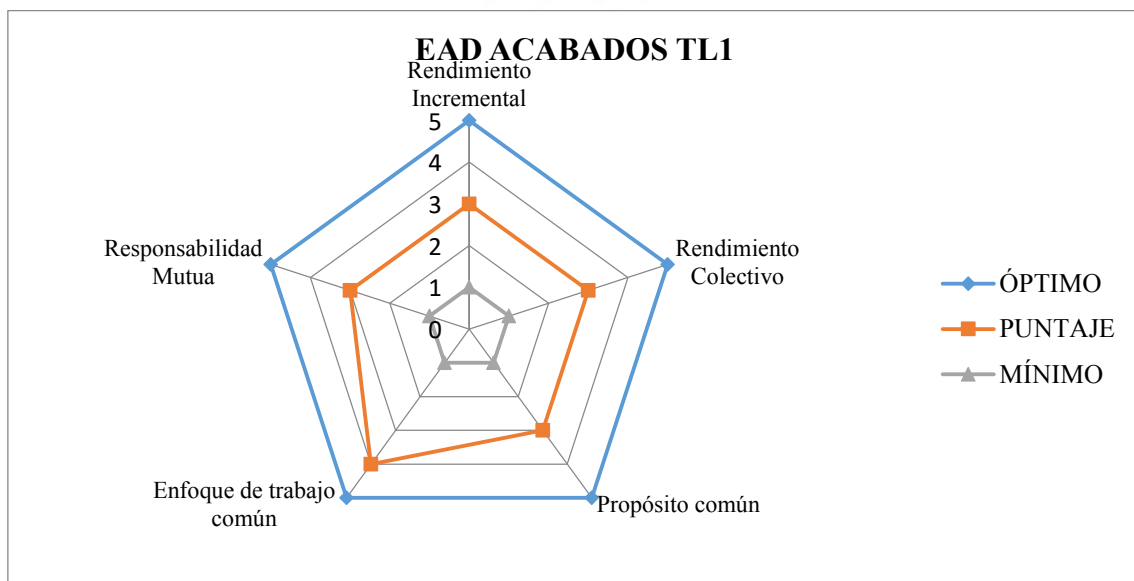 EAD ACABADOS TL1
Rendimiento
Incremental
5
4
3
2
1
0
Rendimiento
Colectivo
Propósito común
Enfoque de trabajo
común
Responsabilidad
Mutua
ÓPTIMO
PUNTAJE
MÍNIMO